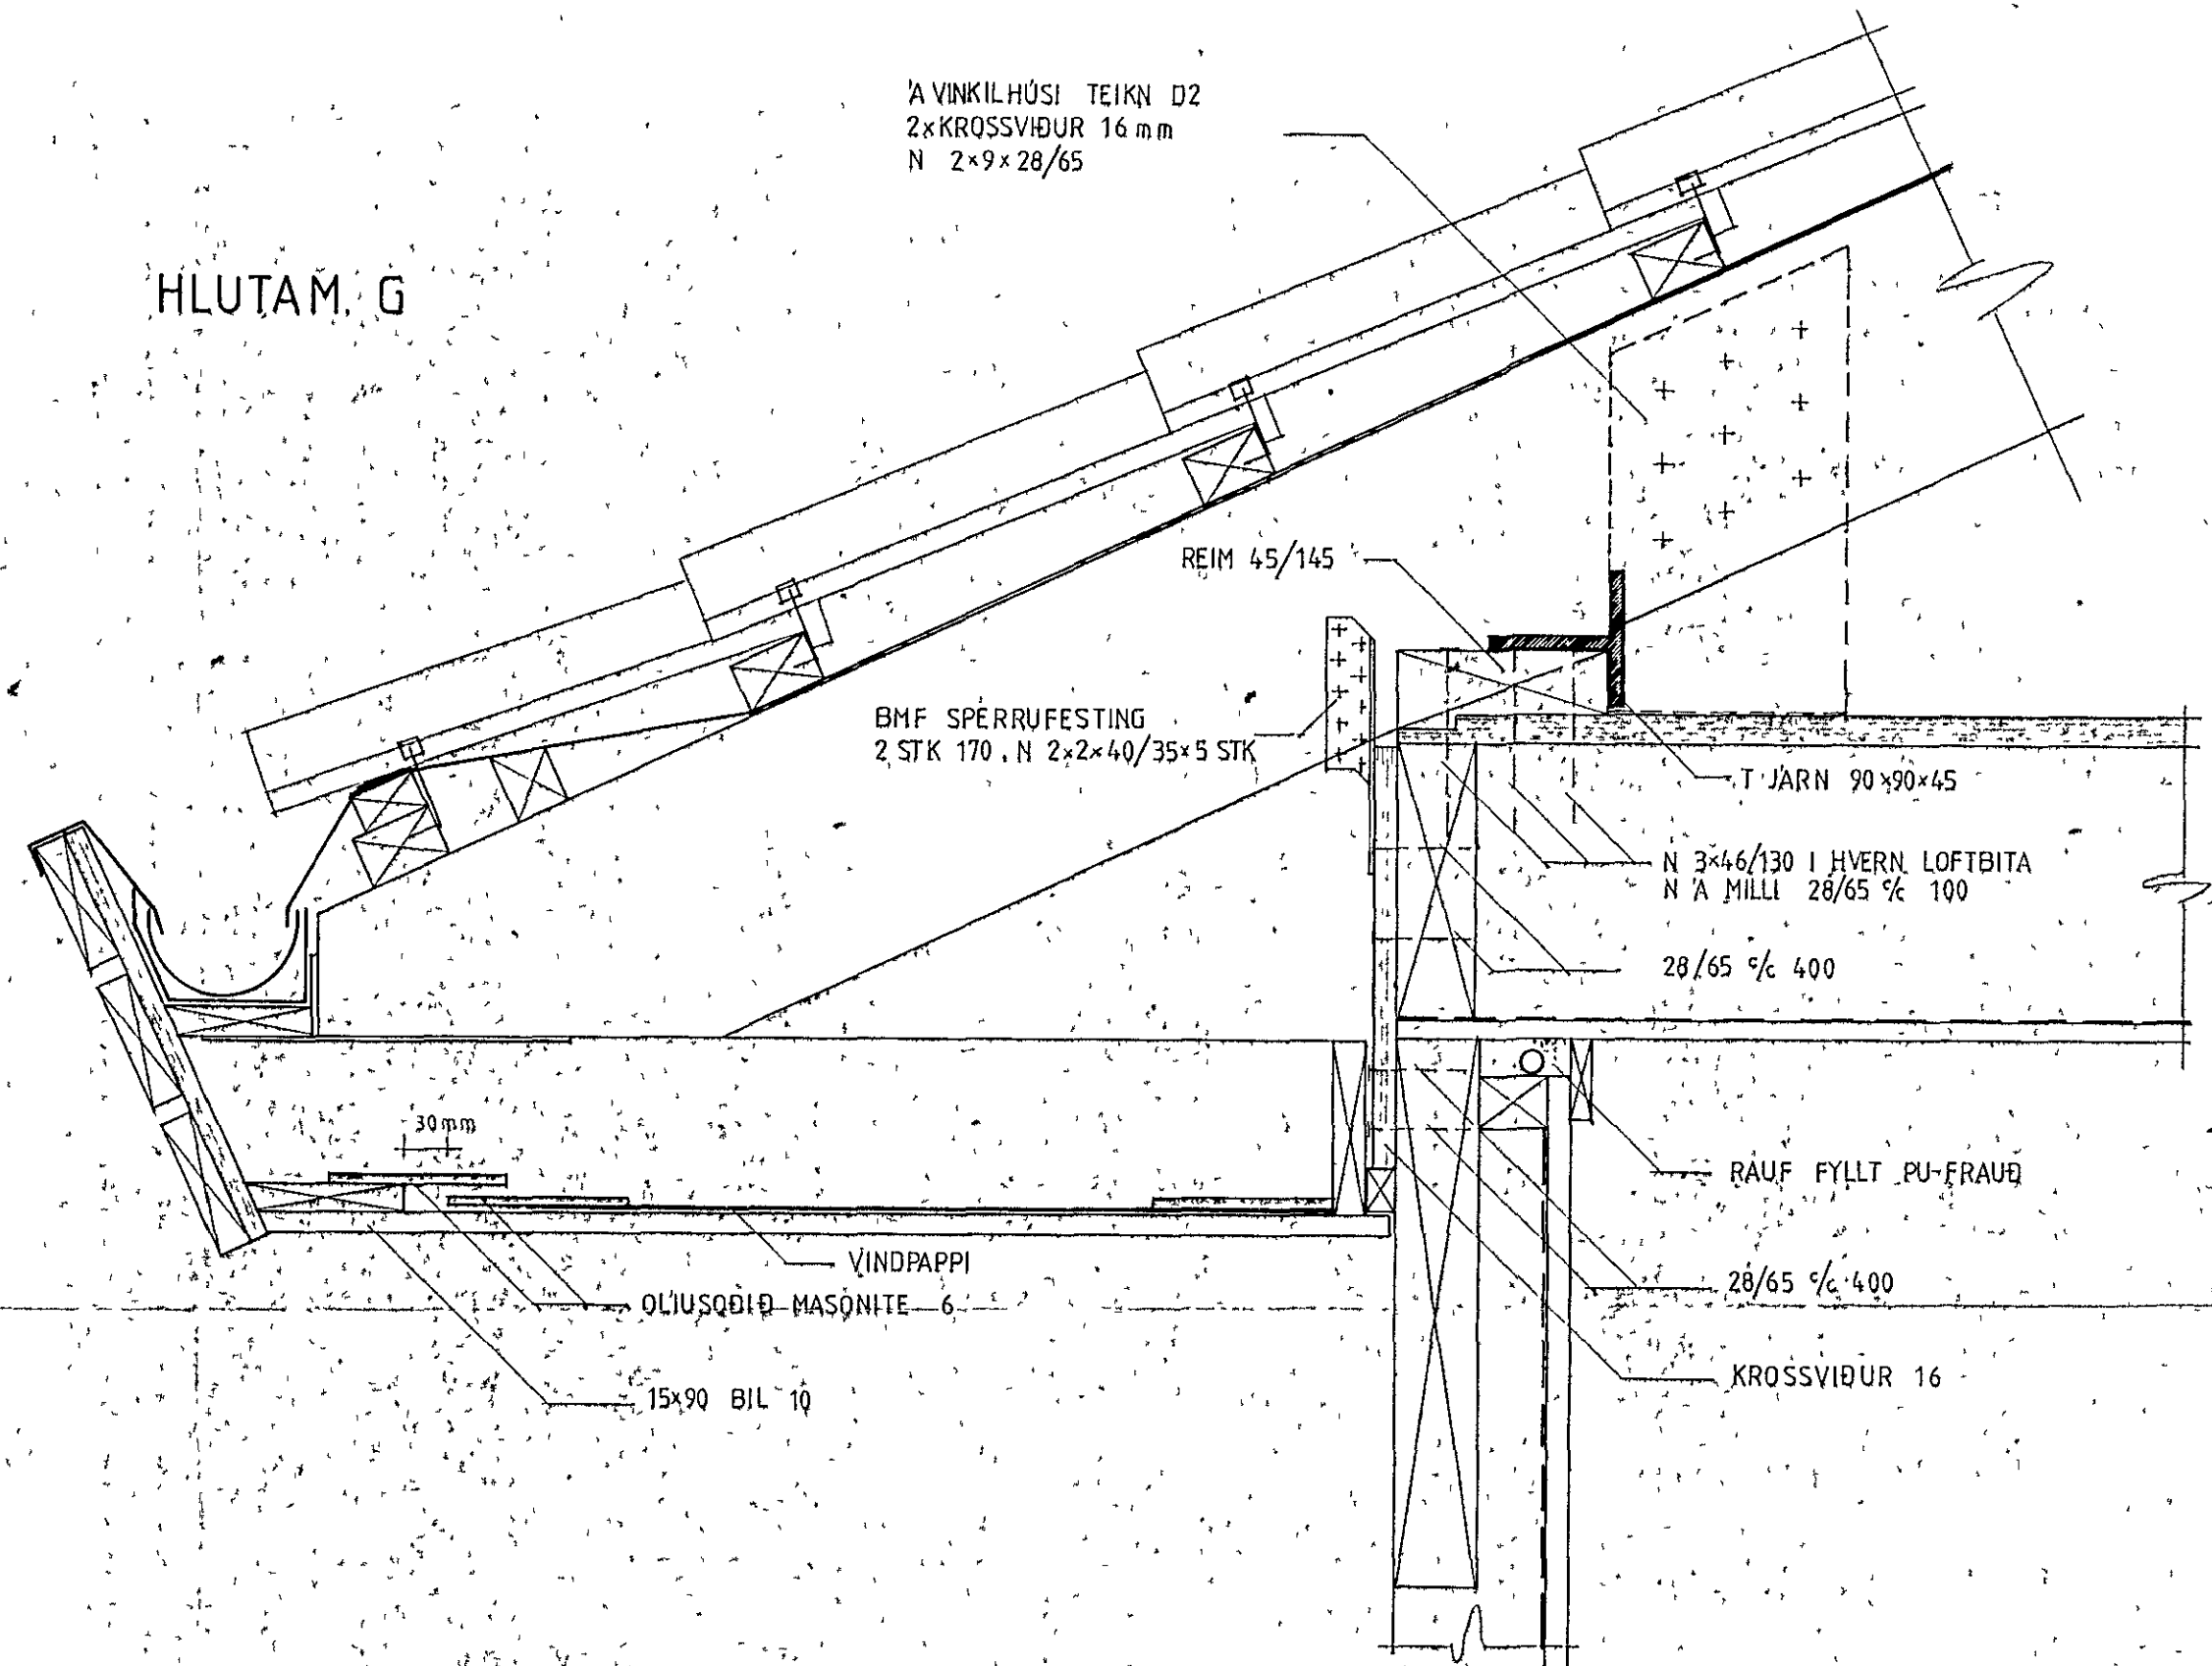 'A VINKILHÚSI TEIKN D2
2xKROSSVIÐUR 16 mm
N 2×9×28/65
HLUTAM. G
REIM 45/145
BMF SPERRUFESTING
2 STK 170 . N 2×2×40/35×5 STK
T JÁRN 90×90×45
N 3×46/130 I HVERN LOFTBITA
N 'A MILLI 28/65 c/c 100
28/65 c/c 400
30mm
RAUF FYLLT PU-FRAUÐ
VINDPAPPI
28/65 c/c 400
OLÍUSOÐIÐ MASONITE 6
KROSSVIÐUR 16
15×90 BIL 10